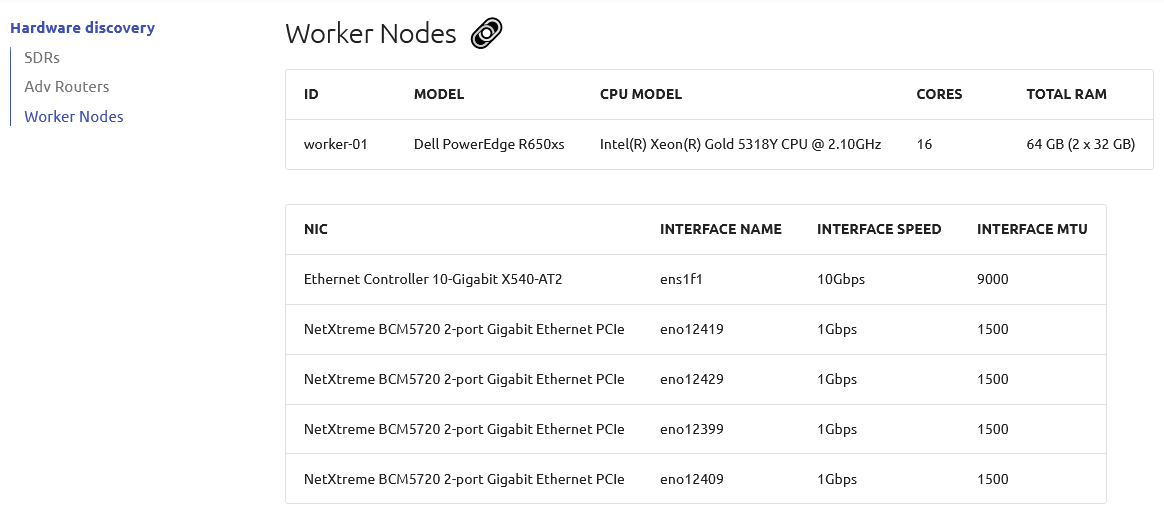 Hardware discovery
SDRs
Adv Routers
Worker Nodes
Worker Nodes
ID MODEL CPU MODEL CORES TOTAL RAM
worker-01 Dell PowerEdge R650xs Intel(R) Xeon(R) Gold 5318Y CPU @ 2.10GHz 16 64 GB (2 x 32 GB)
NIC INTERFACE NAME INTERFACE SPEED INTERFACE MTU
Ethernet Controller 10-Gigabit X540-AT2 ens1f1 10Gbps 9000
NetXtreme BCM5720 2-port Gigabit Ethernet PCIe eno12419 1Gbps 1500
NetXtreme BCM5720 2-port Gigabit Ethernet PCIe eno12429 1Gbps 1500
NetXtreme BCM5720 2-port Gigabit Ethernet PCIe eno12399 1Gbps 1500
NetXtreme BCM5720 2-port Gigabit Ethernet PCIe eno12409 1Gbps 1500